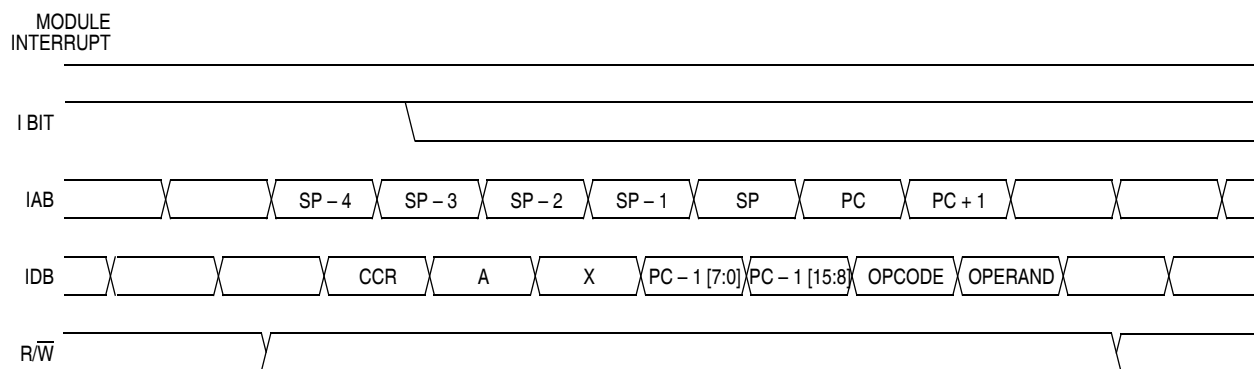 MODULE
INTERRUPT
I BIT
IAB SP – 4 SP – 3 SP – 2 SP – 1 SP PC PC + 1
IDB CCR A X PC – 1 [7:0] PC – 1 [15:8] OPCODE OPERAND
R/W̅